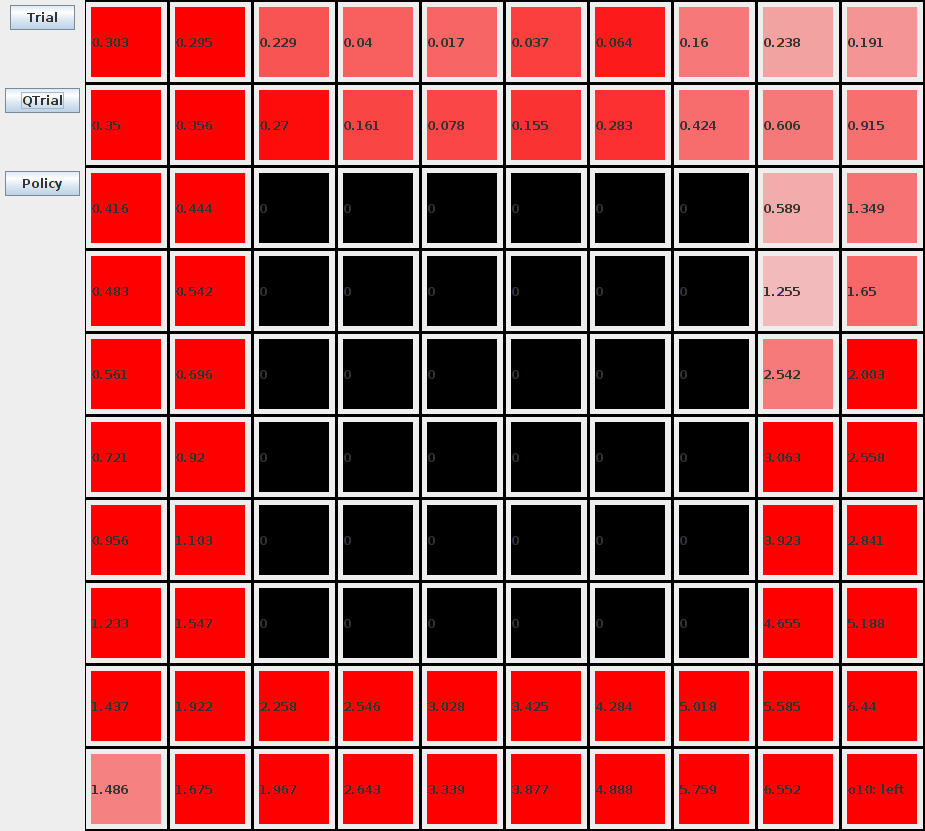 Trial 0.303 0.295 0.229 0.04 0.017 0.037 0.064 0.16 0.238 0.191
QTrial 0.35 0.356 0.27 0.161 0.078 0.155 0.283 0.424 0.606 0.915
Policy 0.416 0.444 0 0 0 0 0 0 0.589 1.349
0.483 0.542 0 0 0 0 0 0 1.255 1.65
0.561 0.696 0 0 0 0 0 0 2.542 2.003
0.721 0.92 0 0 0 0 0 0 3.063 2.558
0.956 1.103 0 0 0 0 0 0 3.923 2.841
1.233 1.547 0 0 0 0 0 0 4.655 5.188
1.437 1.922 2.258 2.546 3.028 3.425 4.284 5.018 5.585 6.44
1.486 1.675 1.967 2.643 3.339 3.877 4.888 5.759 6.552 left